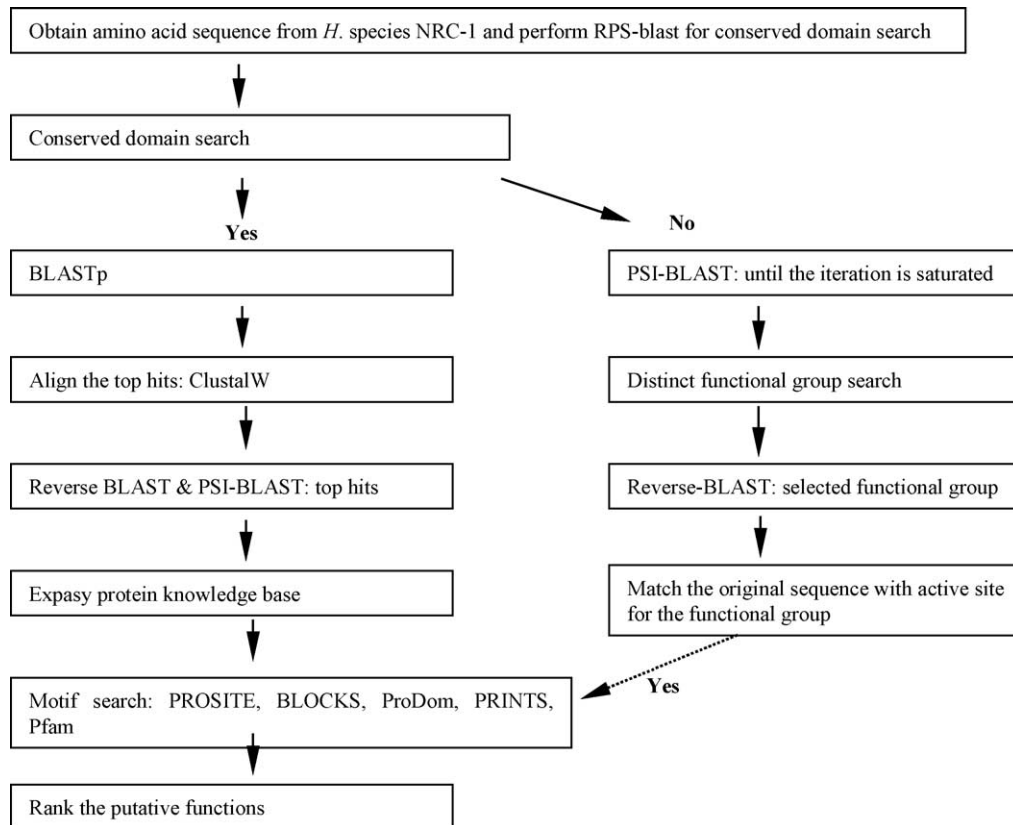 Obtain amino acid sequence from H. species NRC-1 and perform RPS-blast for conserved domain search
Conserved domain search
Yes
No
BLASTp
PSI-BLAST: until the iteration is saturated
Align the top hits: ClustalW
Distinct functional group search
Reverse BLAST & PSI-BLAST: top hits
Reverse-BLAST: selected functional group
Expasy protein knowledge base
Match the original sequence with active site
for the functional group
Yes
Motif search: PROSITE, BLOCKS, ProDom, PRINTS,
Pfam
Rank the putative functions